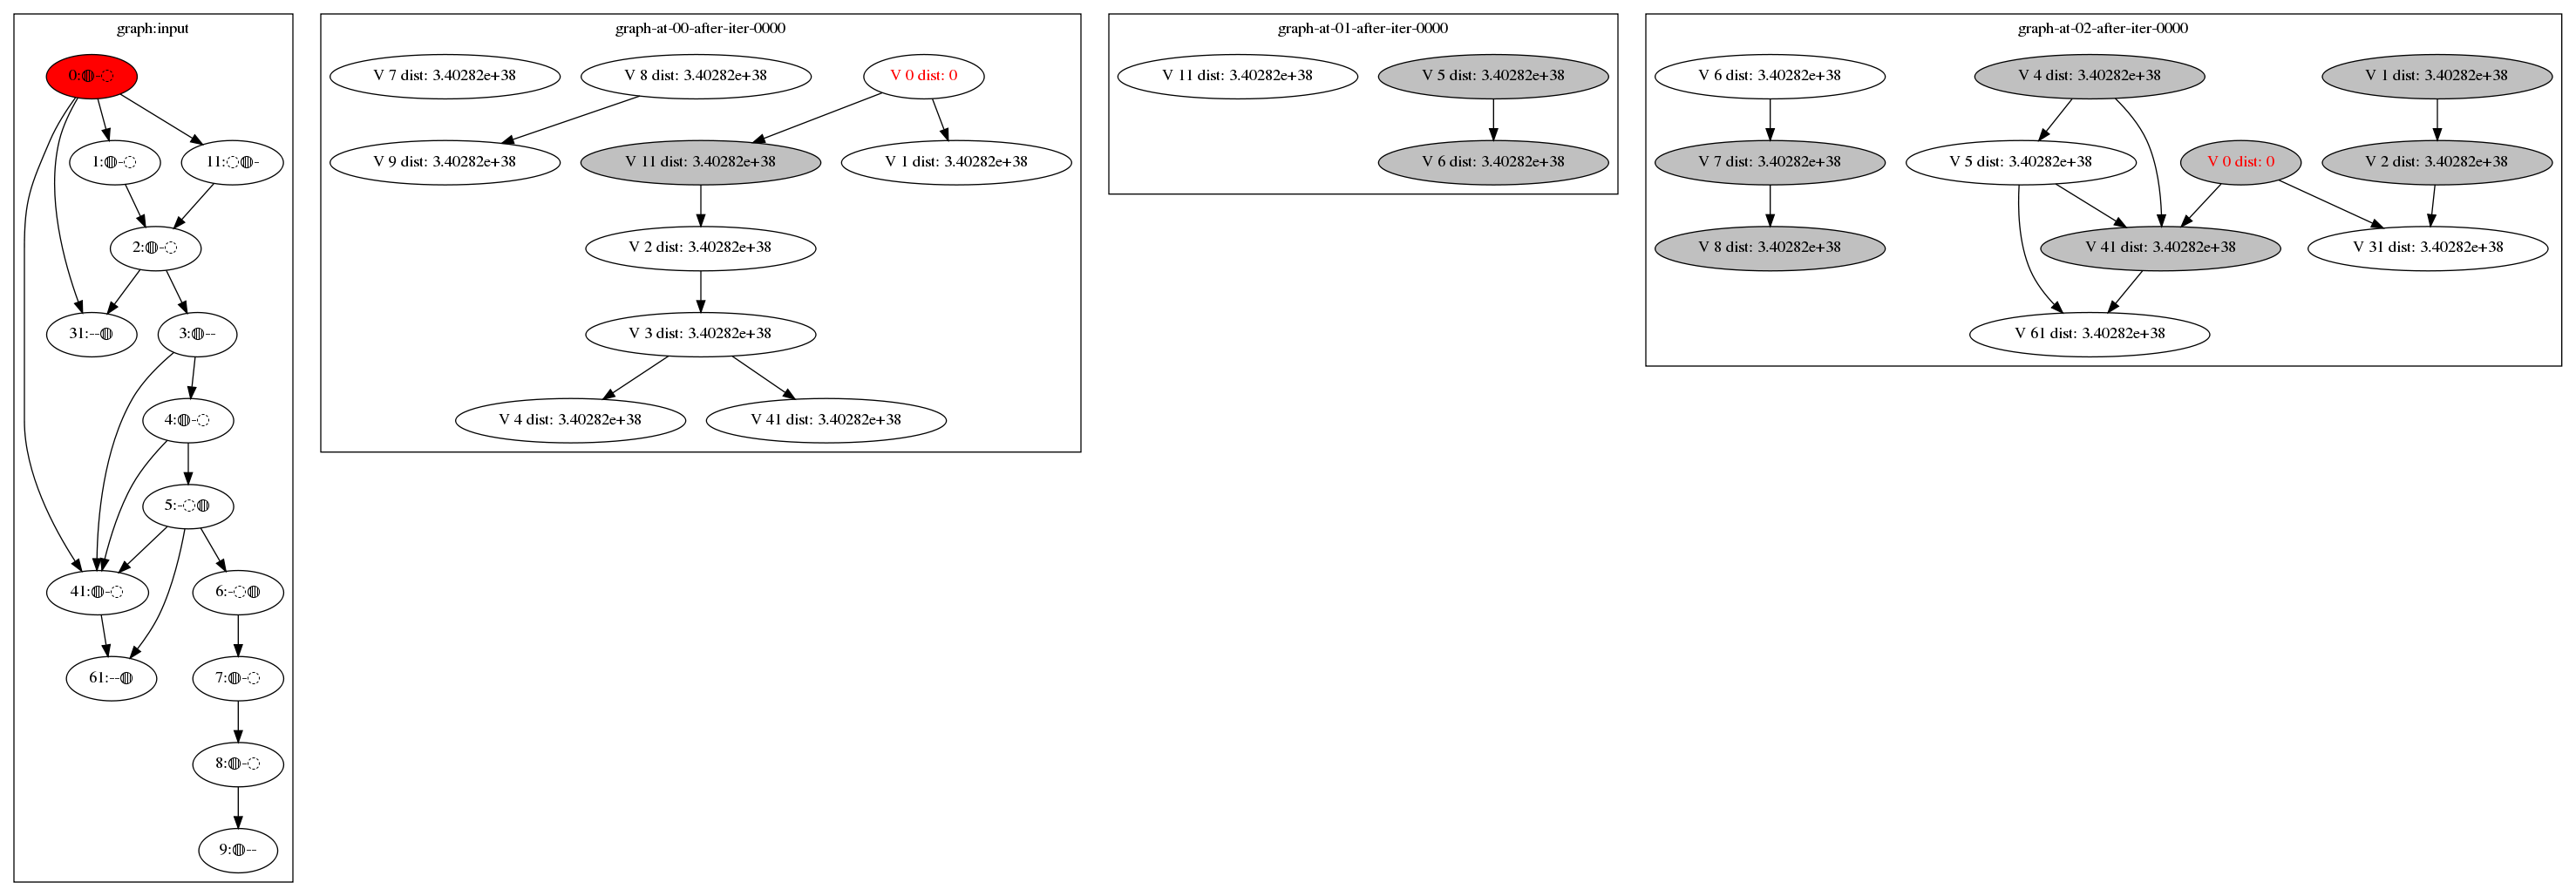 graph:input
0:◍-◌
1:◍-◌
11:◌◍-
2:◍-◌
31:--◍
3:◍--
4:◍-◌
5:-◌◍
41:◍-◌
6:-◌◍
61:--◍
7:◍-◌
8:◍-◌
9:◍--
graph-at-00-after-iter-0000
V 7 dist: 3.40282e+38
V 8 dist: 3.40282e+38
V 0 dist: 0
V 9 dist: 3.40282e+38
V 11 dist: 3.40282e+38
V 1 dist: 3.40282e+38
V 2 dist: 3.40282e+38
V 3 dist: 3.40282e+38
V 4 dist: 3.40282e+38
V 41 dist: 3.40282e+38
graph-at-01-after-iter-0000
V 11 dist: 3.40282e+38
V 5 dist: 3.40282e+38
V 6 dist: 3.40282e+38
graph-at-02-after-iter-0000
V 6 dist: 3.40282e+38
V 4 dist: 3.40282e+38
V 1 dist: 3.40282e+38
V 7 dist: 3.40282e+38
V 5 dist: 3.40282e+38
V 0 dist: 0
V 2 dist: 3.40282e+38
V 8 dist: 3.40282e+38
V 41 dist: 3.40282e+38
V 31 dist: 3.40282e+38
V 61 dist: 3.40282e+38